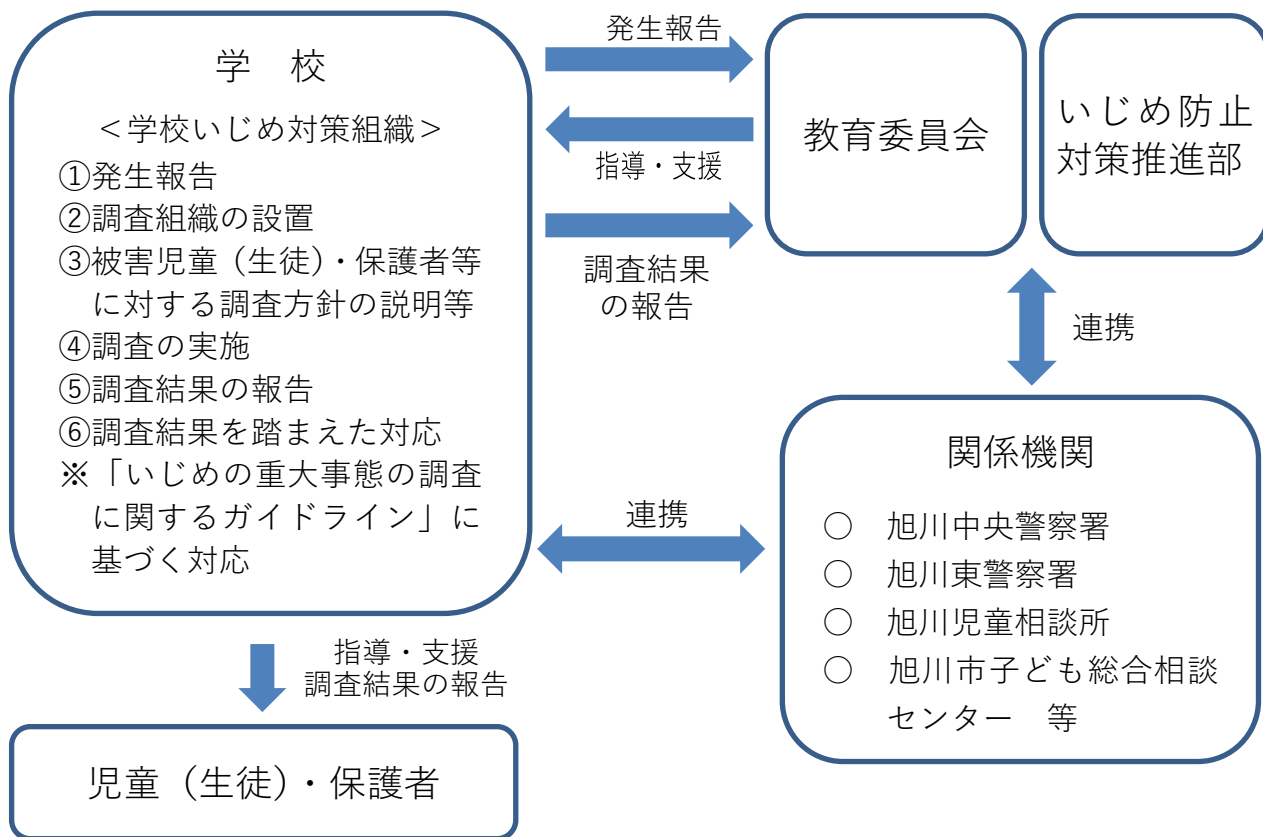 学　校
＜学校いじめ対策組織＞
①発生報告
②調査組織の設置
③被害児童（生徒）・保護者等
に対する調査方針の説明等
④調査の実施
⑤調査結果の報告
⑥調査結果を踏まえた対応
※「いじめの重大事態の調査
に関するガイドライン」に
基づく対応
発生報告
指導・支援
調査結果
の報告
教育委員会
いじめ防止
対策推進部
連携
連携
関係機関
○　旭川中央警察署
○　旭川東警察署
○　旭川児童相談所
○　旭川市子ども総合相談
センター　等
指導・支援
調査結果の報告
児童（生徒）・保護者